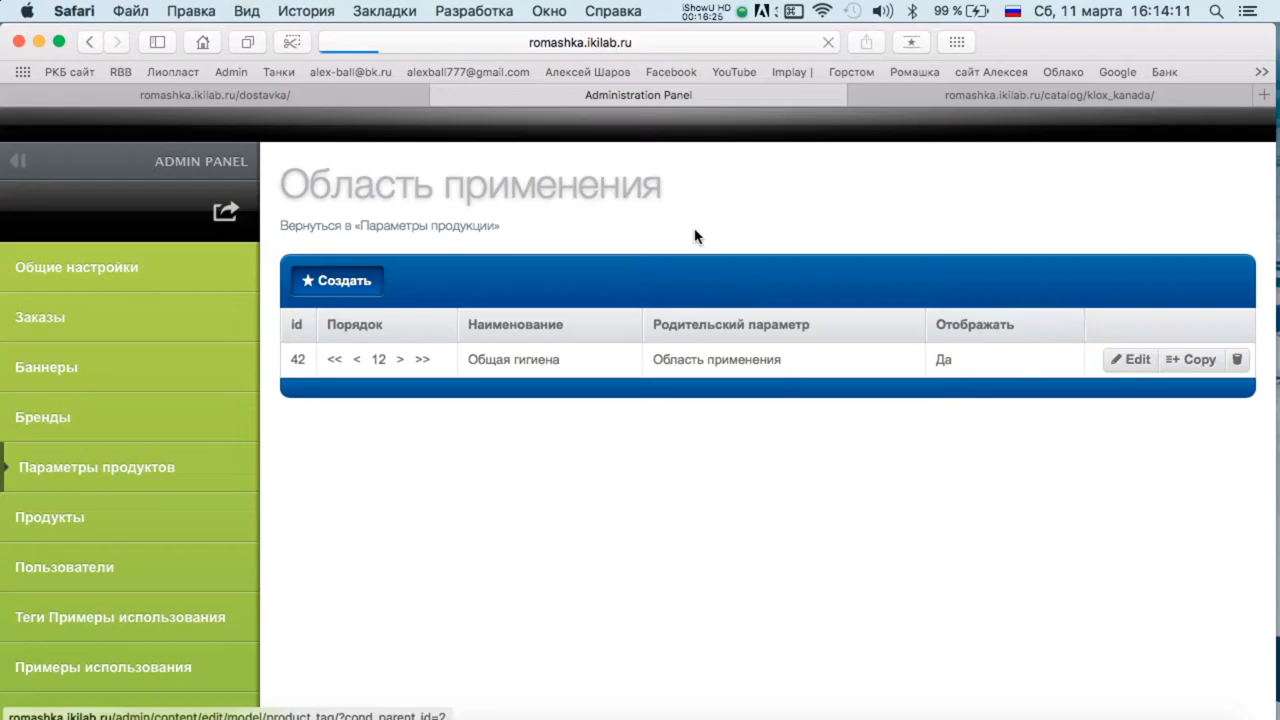 Safari Файл Правка Вид История Закладки Разработка Окно Справка iShowU HD 00:16:25 99 % Сб, 11 марта 16:14:11
romashka.ikilab.ru
РКБ сайт RBB Лиопласт Admin Танки alex-ball@bk.ru alexball777@gmail.com Алексей Шаров Facebook YouTube Implay | Горстом Ромашка сайт Алексея Облако Google Банк >>
romashka.ikilab.ru/dostavka/ Administration Panel romashka.ikilab.ru/catalog/klox_kanada/ +
ADMIN PANEL
Общие настройки
Заказы
Баннеры
Бренды
Параметры продуктов
Продукты
Пользователи
Теги Примеры использования
Примеры использования
Область применения
Вернуться в «Параметры продукции»
★ Создать
id Порядок Наименование Родительский параметр Отображать
42 << < 12 > >> Общая гигиена Область применения Да Edit Copy
romashka.ikilab.ru/admin/content/edit/model/product_tag/?cond_parent_id=2